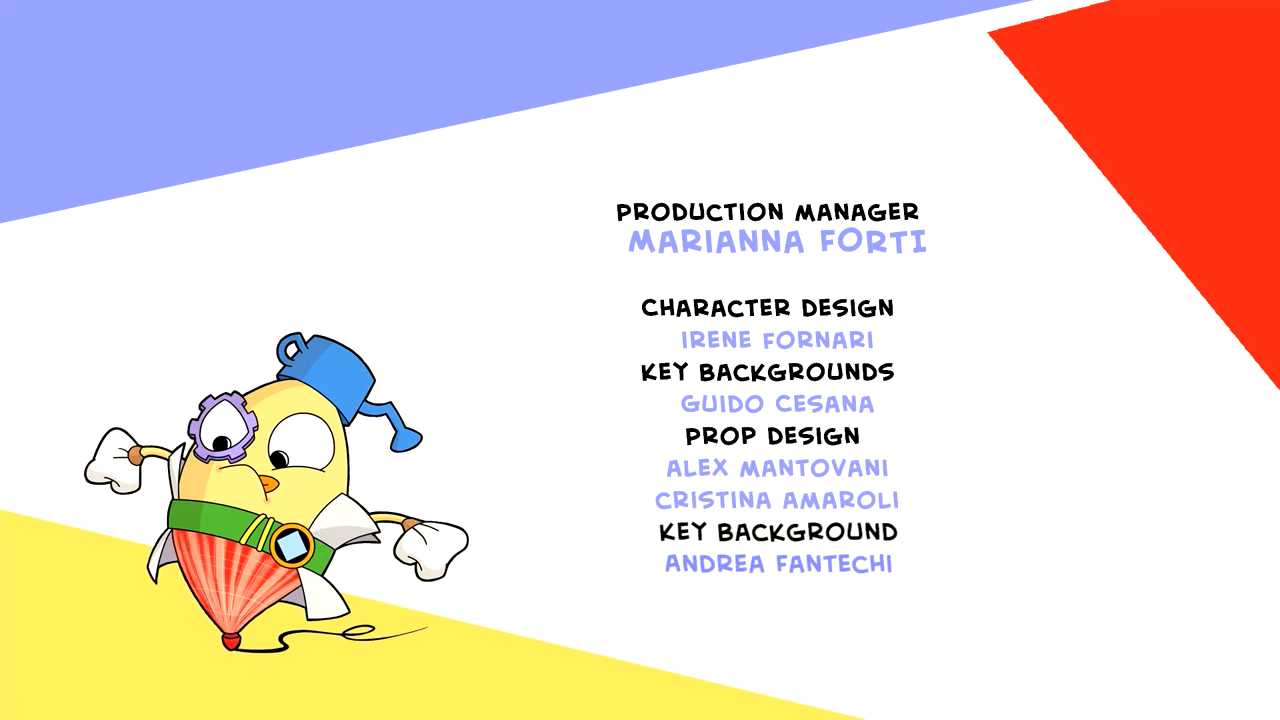 PRODUCTION MANAGER
MARIANNA FORTI
CHARACTER DESIGN
IRENE FORNARI
KEY BACKGROUNDS
GUIDO CESANA
PROP DESIGN
ALEX MANTOVANI
CRISTINA AMAROLI
KEY BACKGROUND
ANDREA FANTECHI